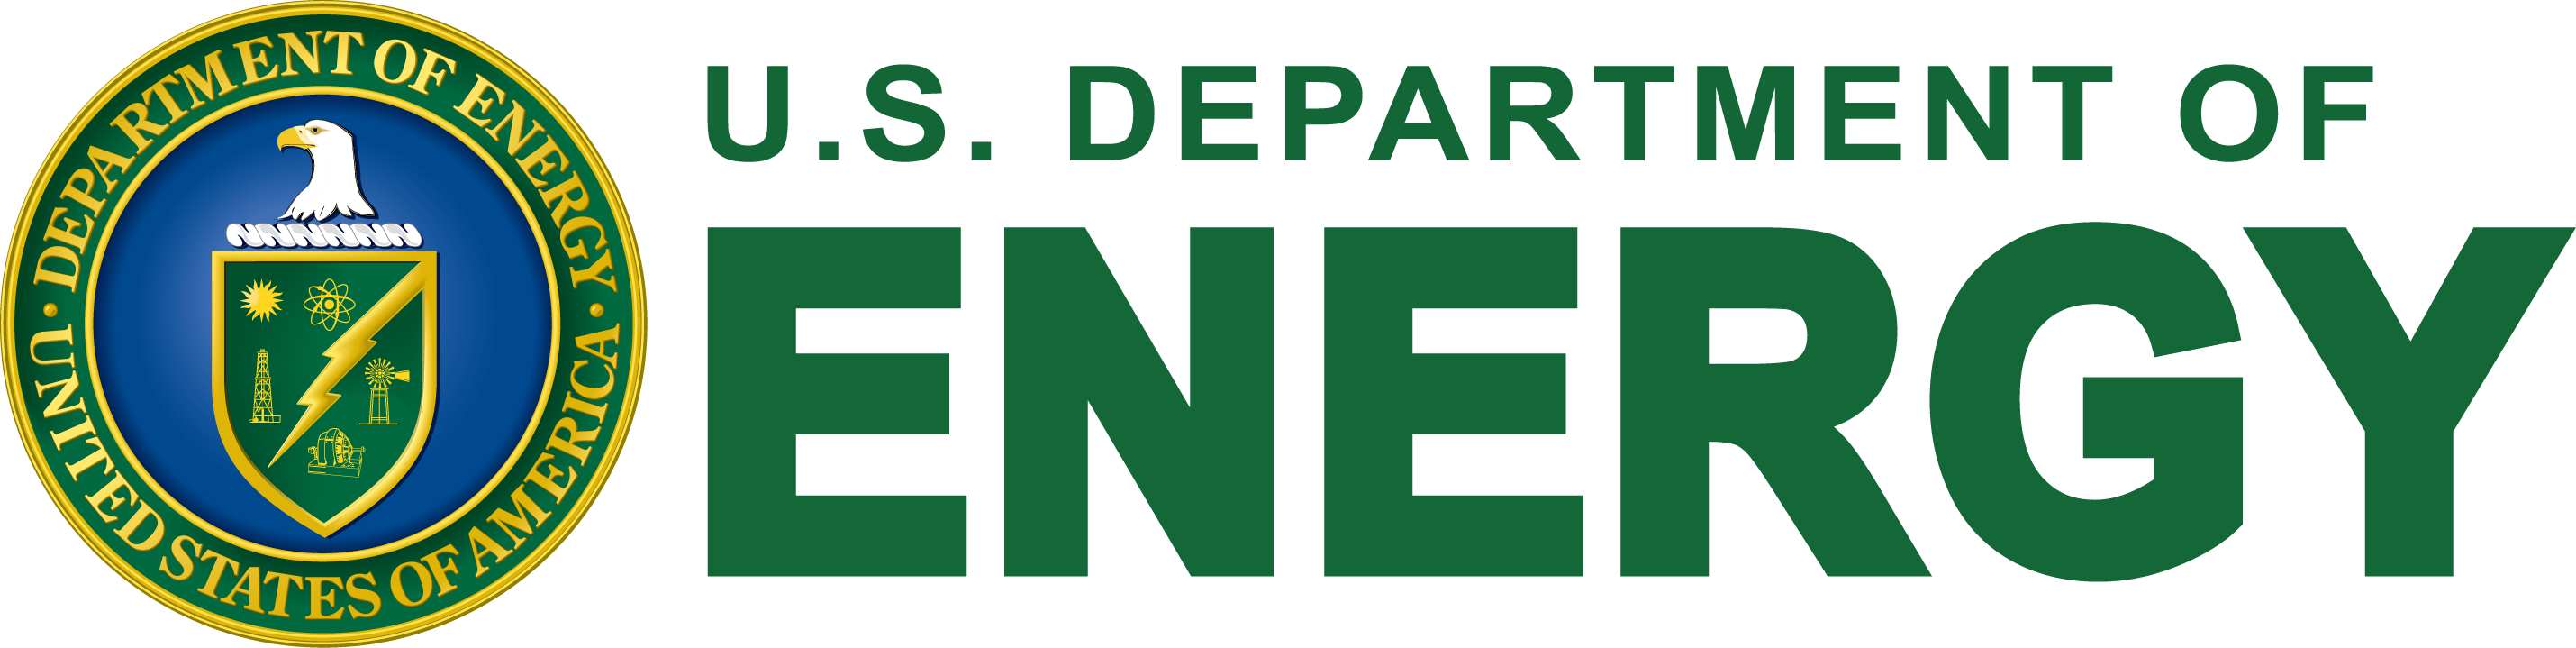 DEPARTMENT OF ENERGY
UNITED STATES OF AMERICA
U.S. DEPARTMENT OF
ENERGY